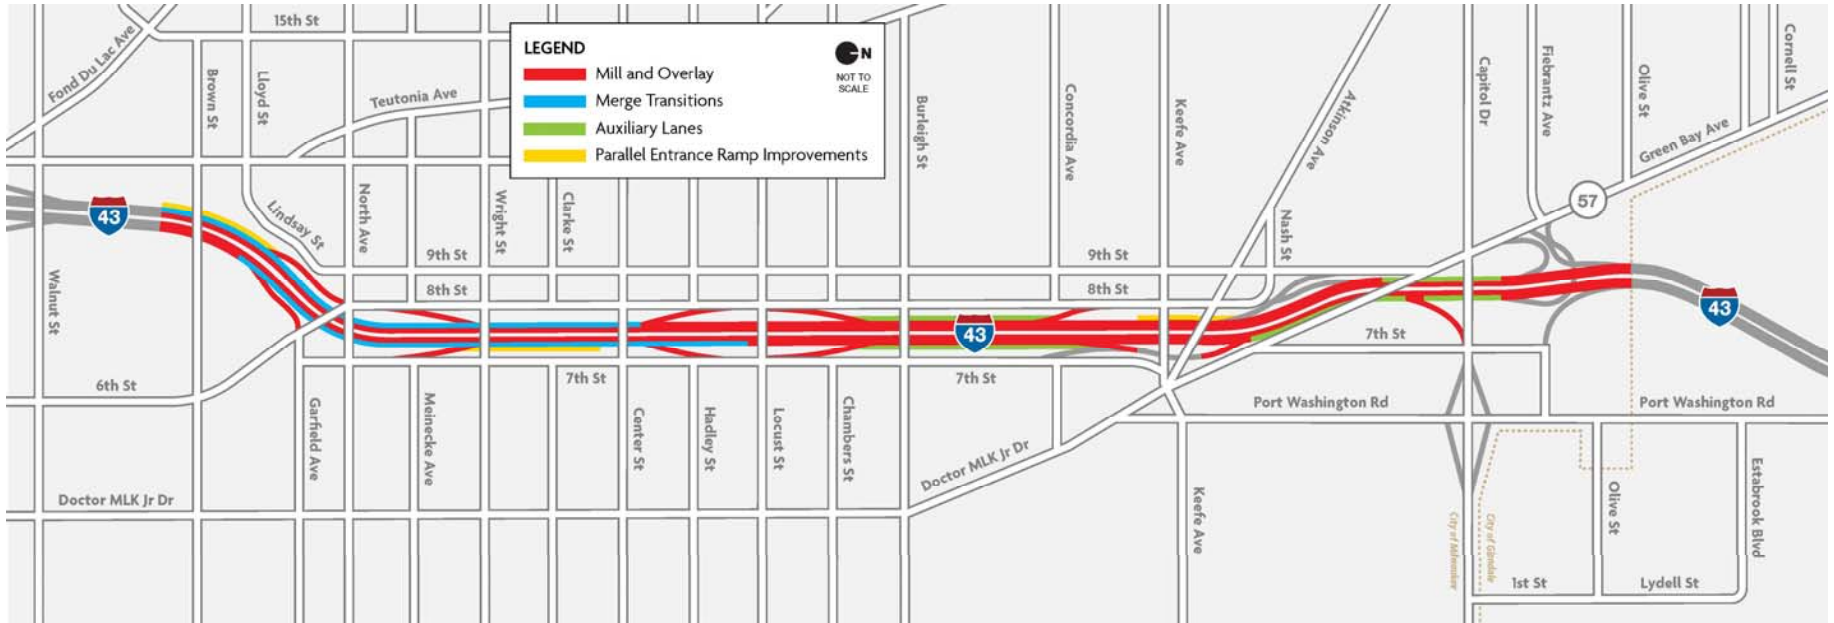 15th St
Fond Du Lac Ave
Brown St
Lloyd St
Teutonia Ave
LEGEND
Mill and Overlay
Merge Transitions
Auxiliary Lanes
Parallel Entrance Ramp Improvements
N
NOT TO
SCALE
Burleigh St
Concordia Ave
Keefe Ave
Atkinson Ave
Capitol Dr
Fiebrantz Ave
Olive St
Cornell St
Green Bay Ave
57
43
Lindsay St
North Ave
Wright St
Clarke St
Nash St
9th St
9th St
8th St
8th St
Walnut St
43
43
7th St
7th St
7th St
6th St
Garfield Ave
Meinecke Ave
Center St
Hadley St
Locust St
Chambers St
Port Washington Rd
Port Washington Rd
Doctor MLK Jr Dr
Doctor MLK Jr Dr
Keefe Ave
City of Milwaukee
City of Glendale
Olive St
Estabrook Blvd
1st St
Lydell St